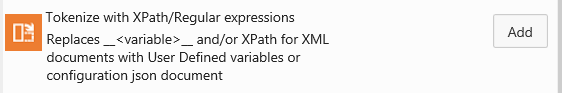 Tokenize with XPath/Regular expressions
Replaces __<variable>__ and/or XPath for XML
documents with User Defined variables or
configuration json document
Add